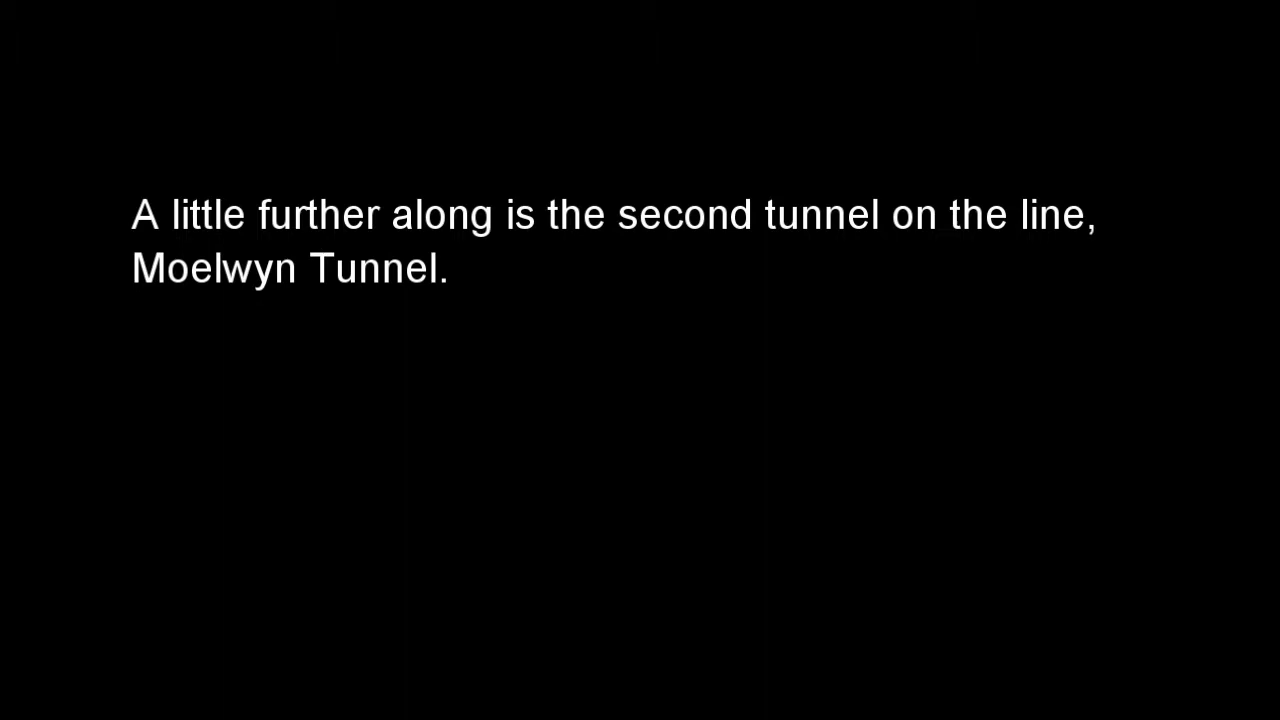 A little further along is the second tunnel on the line,
Moelwyn Tunnel.